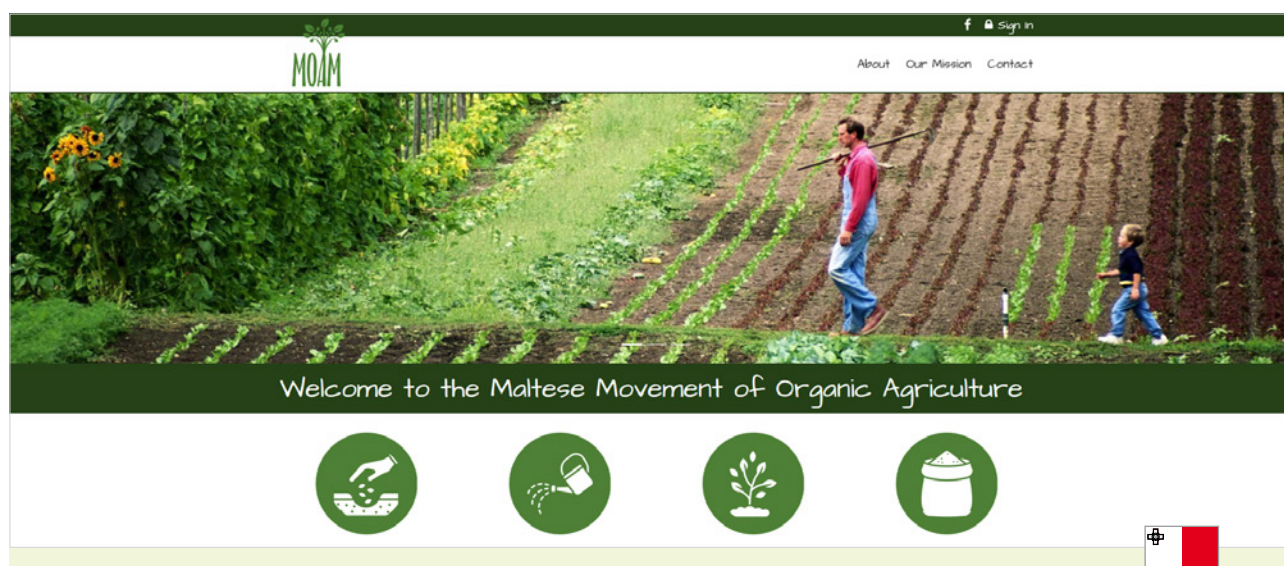 f Sign In
MOAM
About Our Mission Contact
Welcome to the Maltese Movement of Organic Agriculture